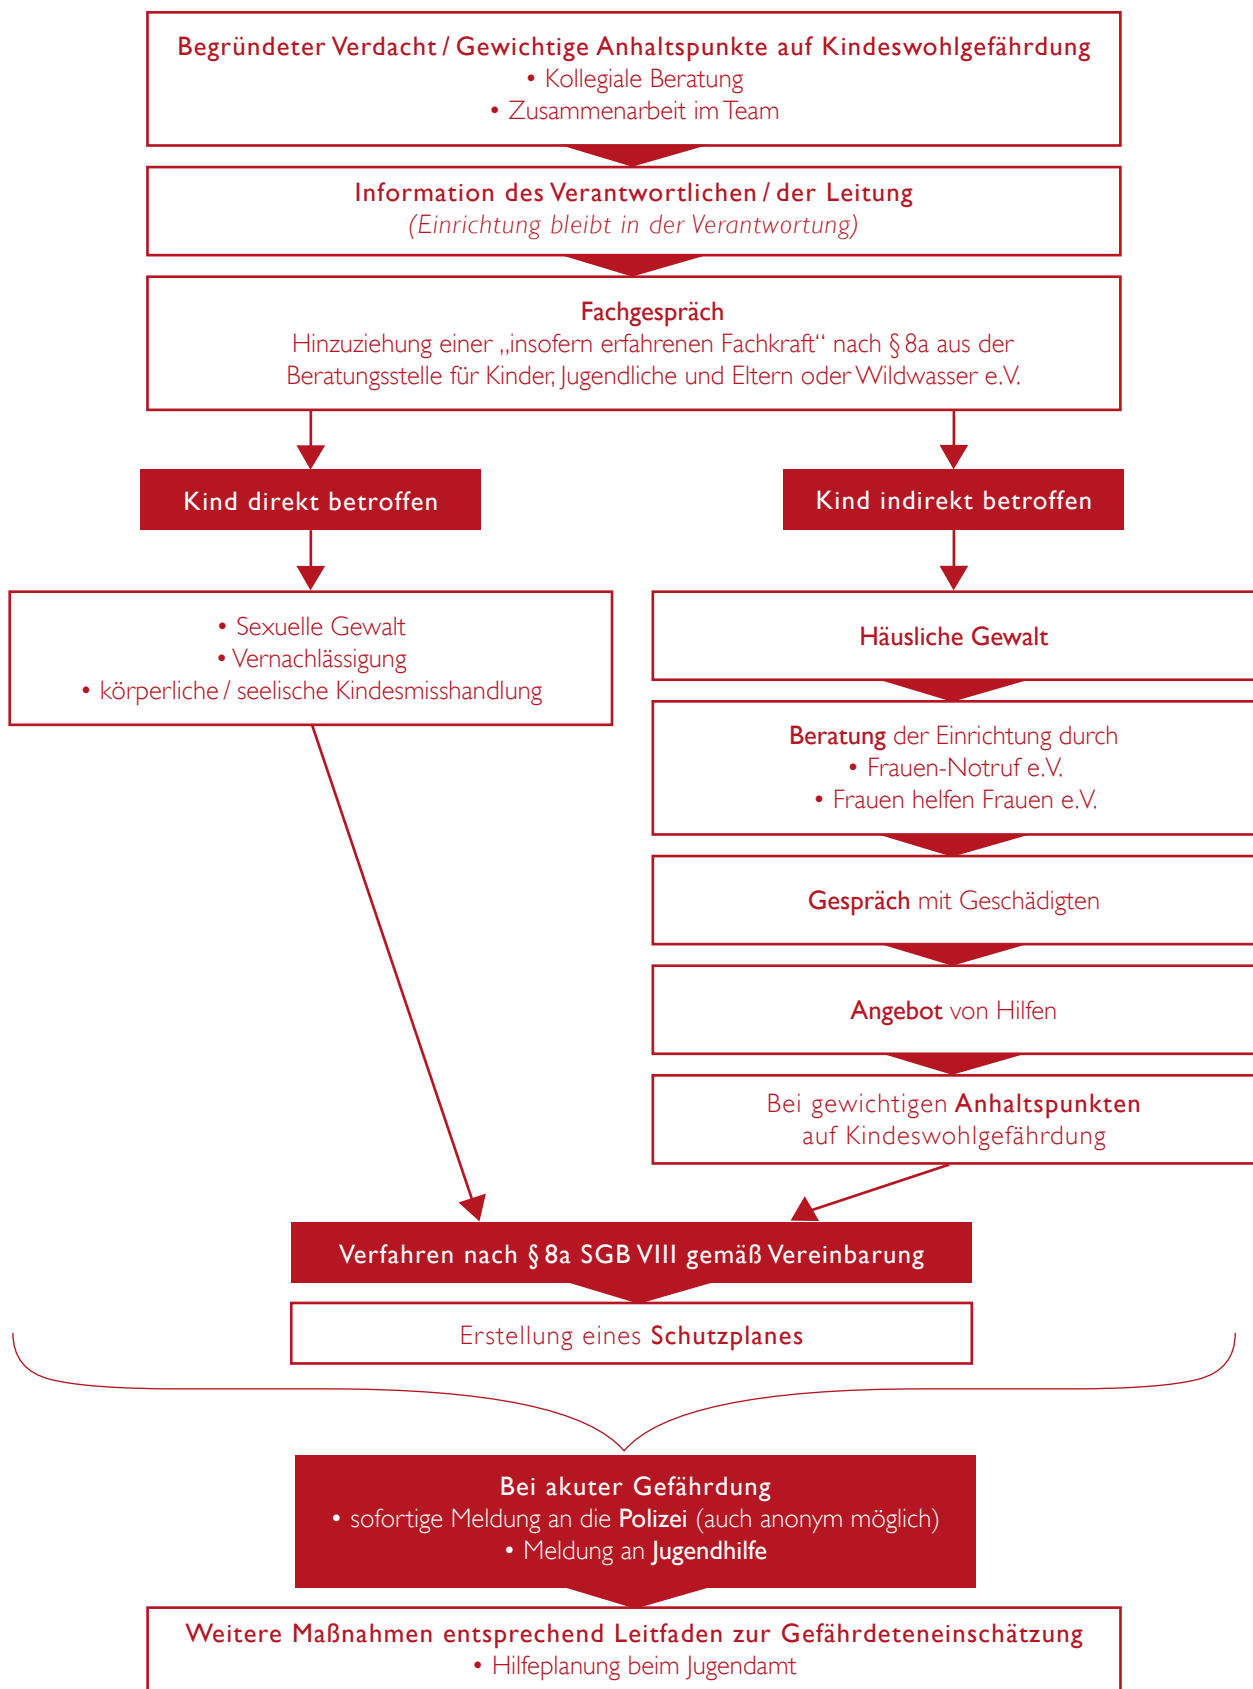 Begründeter Verdacht / Gewichtige Anhaltspunkte auf Kindeswohlgefährdung
• Kollegiale Beratung
• Zusammenarbeit im Team
Information des Verantwortlichen / der Leitung
(Einrichtung bleibt in der Verantwortung)
Fachgespräch
Hinzuziehung einer „insofern erfahrenen Fachkraft“ nach § 8a aus der
Beratungsstelle für Kinder, Jugendliche und Eltern oder Wildwasser e.V.
Kind direkt betroffen
• Sexuelle Gewalt
• Vernachlässigung
• körperliche / seelische Kindesmisshandlung
Kind indirekt betroffen
Häusliche Gewalt
Beratung der Einrichtung durch
• Frauen-Notruf e.V.
• Frauen helfen Frauen e.V.
Gespräch mit Geschädigten
Angebot von Hilfen
Bei gewichtigen Anhaltspunkten
auf Kindeswohlgefährdung
Verfahren nach § 8a SGB VIII gemäß Vereinbarung
Erstellung eines Schutzplanes
Bei akuter Gefährdung
• sofortige Meldung an die Polizei (auch anonym möglich)
• Meldung an Jugendhilfe
Weitere Maßnahmen entsprechend Leitfaden zur Gefährdeteneinschätzung
• Hilfeplanung beim Jugendamt